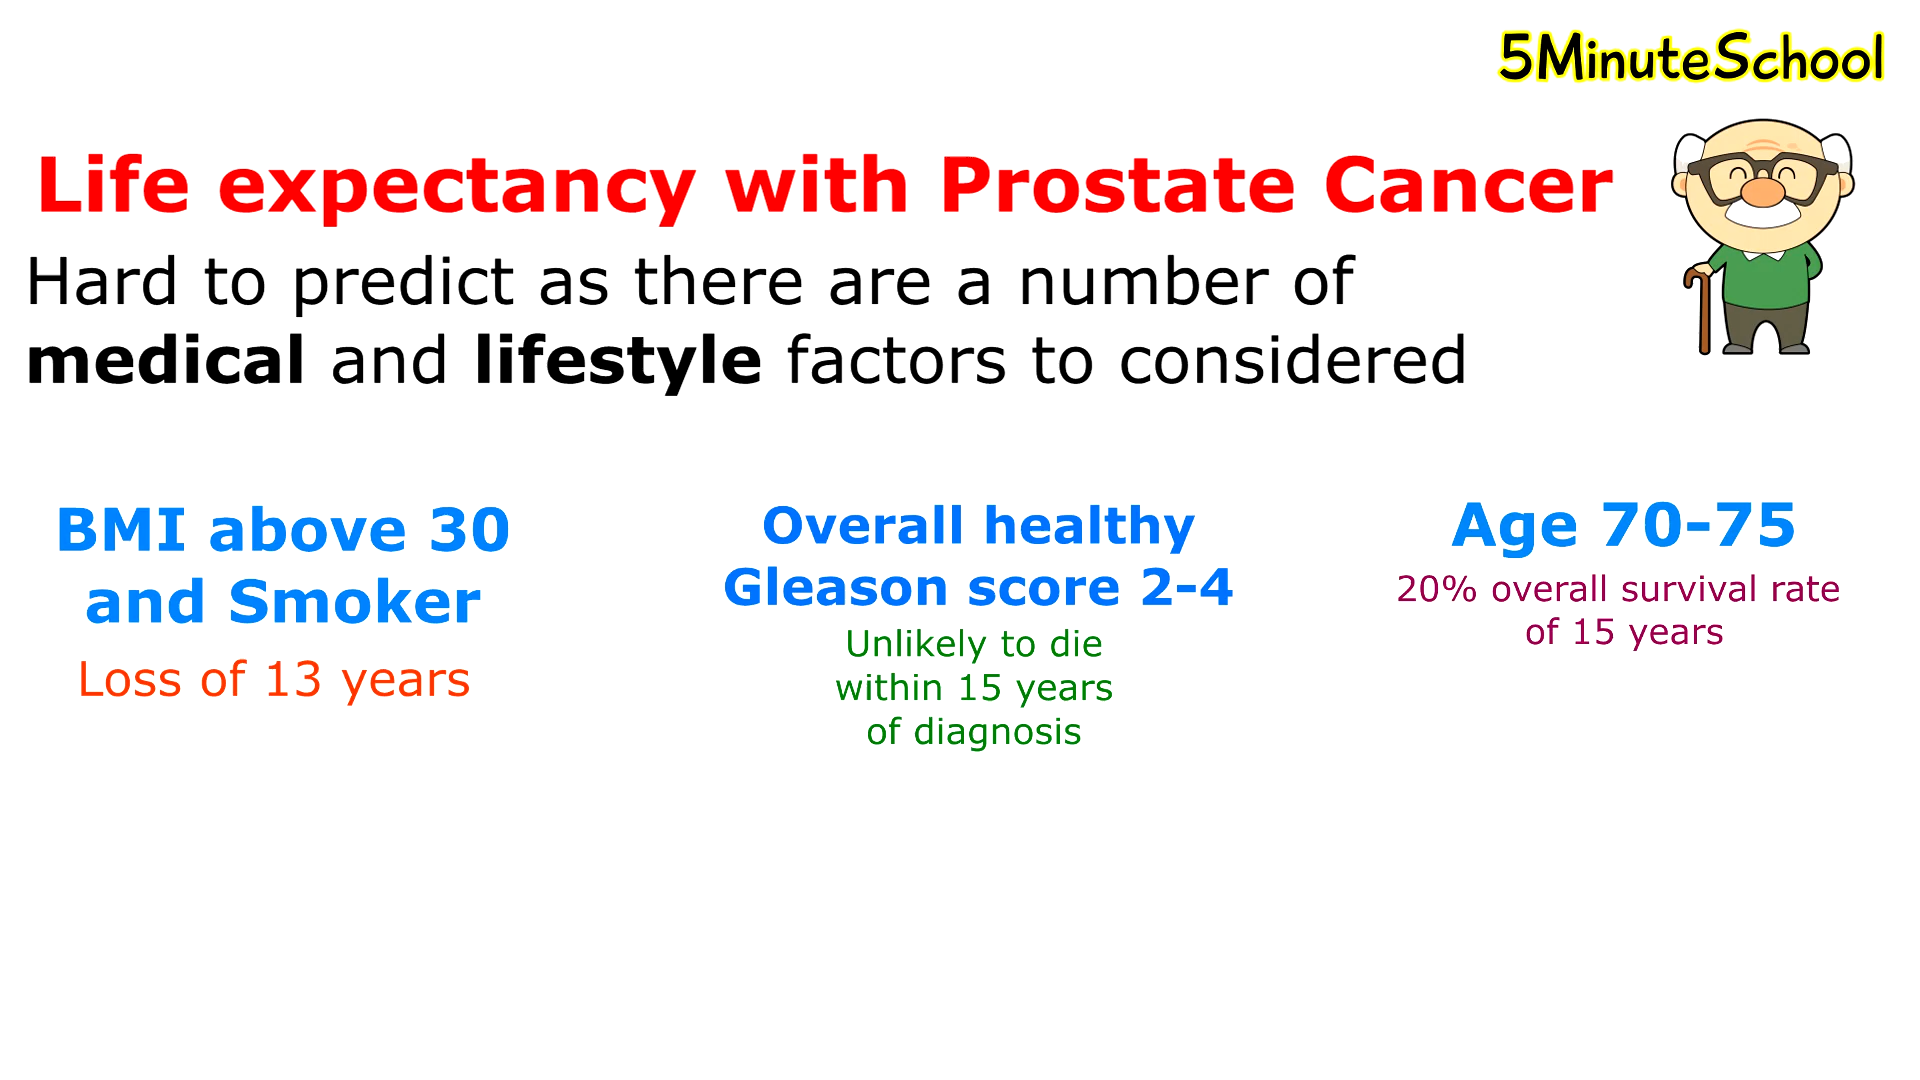 5MinuteSchool
Life expectancy with Prostate Cancer
Hard to predict as there are a number of
medical and lifestyle factors to considered
BMI above 30
and Smoker
Loss of 13 years
Overall healthy
Gleason score 2-4
Unlikely to die
within 15 years
of diagnosis
Age 70-75
20% overall survival rate
of 15 years